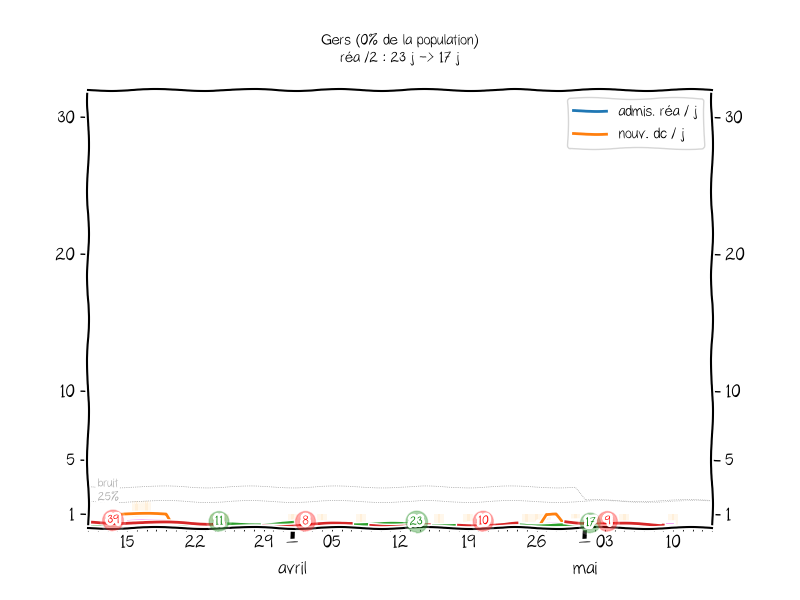 Gers (0% de la population)
réa /2 : 23 j -> 17 j
admis. réa / j
nouv. dc / j
30 30
20 20
10 10
5 5
bruit
25%
1 1
39 11 8 23 10 17 9
15 22 29 05 12 19 26 03 10
avril mai